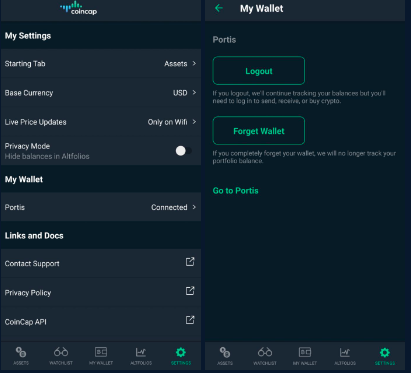 coincap
My Settings
Starting Tab Assets >
Base Currency USD >
Live Price Updates Only on Wifi >
Privacy Mode
Hide balances in Altfolios
My Wallet
Portis Connected >
Links and Docs
Contact Support
Privacy Policy
CoinCap API
ASSETS WATCHLIST MY WALLET ALTFOLIOS SETTINGS
My Wallet
Portis
Logout
If you logout, we'll continue tracking your balances but you'll
need to log in to send, receive, or buy crypto.
Forget Wallet
If you completely forget your wallet, we will no longer track your
portfolio balance.
Go to Portis
ASSETS WATCHLIST MY WALLET ALTFOLIOS SETTINGS